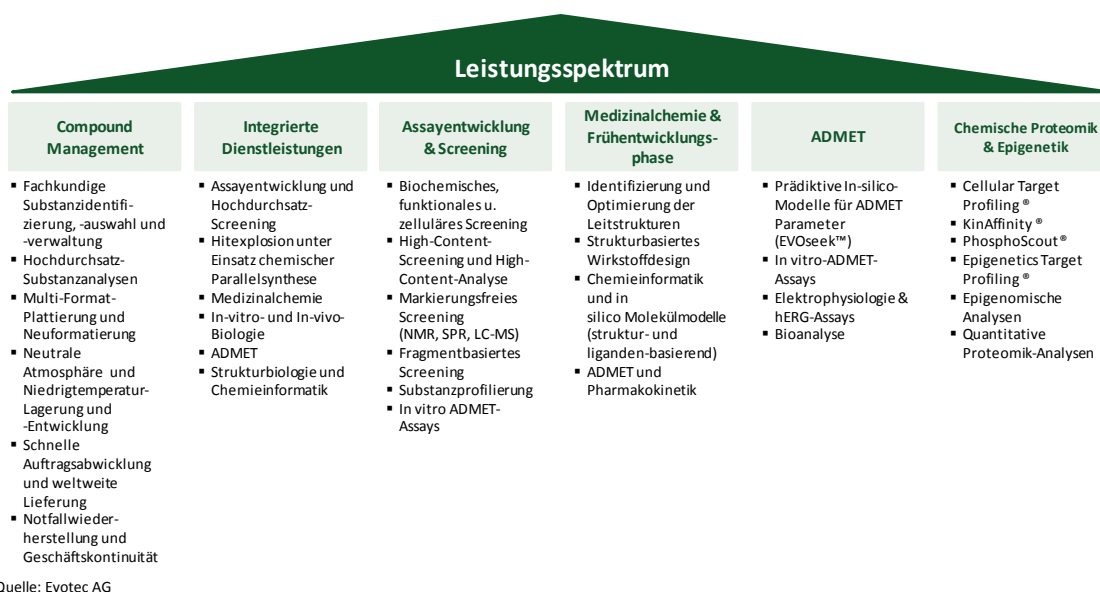 Leistungsspektrum
Compound
Management
▪ Fachkundige
Substanzidentifi-
zierung, -auswahl und
-verwaltung
▪ Hochdurchsatz-
Substanzanalysen
▪ Multi-Format-
Plattierung und
Neuformatierung
▪ Neutrale
Atmosphäre und
Niedrigtemperatur-
Lagerung und
-Entwicklung
▪ Schnelle
Auftragsabwicklung
und weltweite
Lieferung
▪ Notfallwieder-
herstellung und
Geschäftskontinuität
Integrierte
Dienstleistungen
▪ Assayentwicklung und
Hochdurchsatz-
Screening
▪ Hitexplosion unter
Einsatz chemischer
Parallelsynthese
▪ Medizinalchemie
▪ In-vitro- und In-vivo-
Biologie
▪ ADMET
▪ Strukturbiologie und
Chemieinformatik
Assayentwicklung
& Screening
▪ Biochemisches,
funktionales u.
zelluläres Screening
▪ High-Content-
Screening und High-
Content-Analyse
▪ Markierungsfreies
Screening
(NMR, SPR, LC-MS)
▪ Fragmentbasiertes
Screening
▪ Substanzprofilierung
▪ In vitro ADMET-
Assays
Medizinalchemie &
Frühentwicklungs-
phase
▪ Identifizierung und
Optimierung der
Leitstrukturen
▪ Strukturbasiertes
Wirkstoffdesign
▪ Chemieinformatik
und in
silico Molekülmodelle
(struktur- und
liganden-basierend)
▪ ADMET und
Pharmakokinetik
ADMET
▪ Prädiktive In-silico-
Modelle für ADMET
Parameter
(EVOseek™)
▪ In vitro-ADMET-
Assays
▪ Elektrophysiologie &
hERG-Assays
▪ Bioanalyse
Chemische Proteomik
& Epigenetik
▪ Cellular Target
Profiling ®
▪ KinAffinity ®
▪ PhosphoScout ®
▪ Epigenetics Target
Profiling ®
▪ Epigenomische
Analysen
▪ Quantitative
Proteomik-Analysen
Quelle: Evotec AG